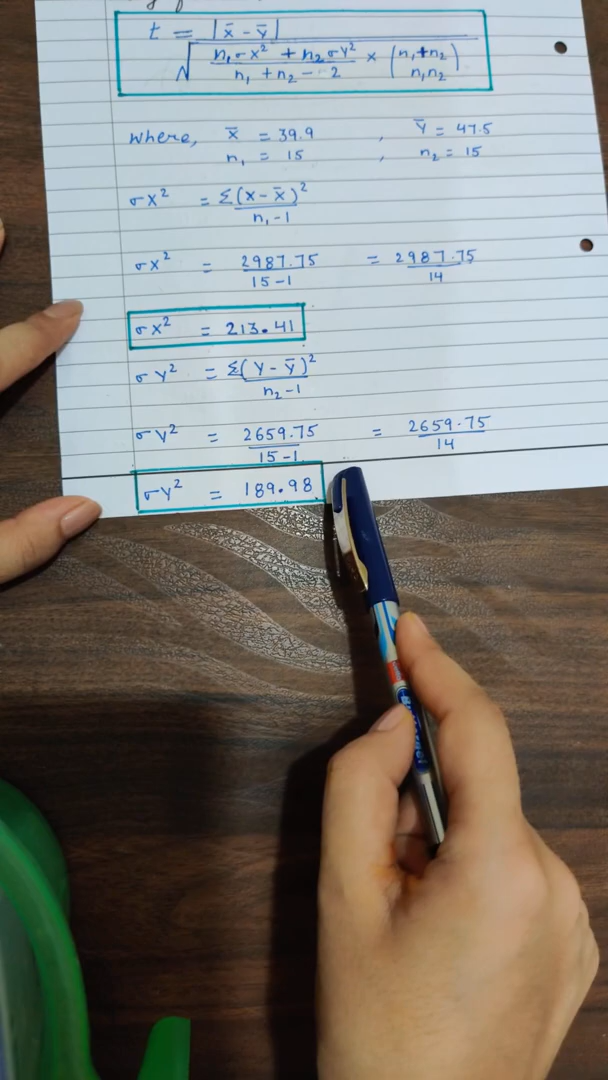 t = |x̄ - ȳ|
√ n₁σx² + n₂σy² / n₁ + n₂ - 2 × (n₁+n₂ / n₁n₂)
where, x̄ = 39.9 , Ȳ = 47.5
n₁ = 15 , n₂ = 15
σx² = Σ(x-x̄)² / n₁-1
σx² = 2987.75 / 15-1 = 2987.75 / 14
σx² = 213.41
σY² = Σ(Y-ȳ)² / n₂-1
σY² = 2659.75 / 15-1 = 2659.75 / 14
σY² = 189.98